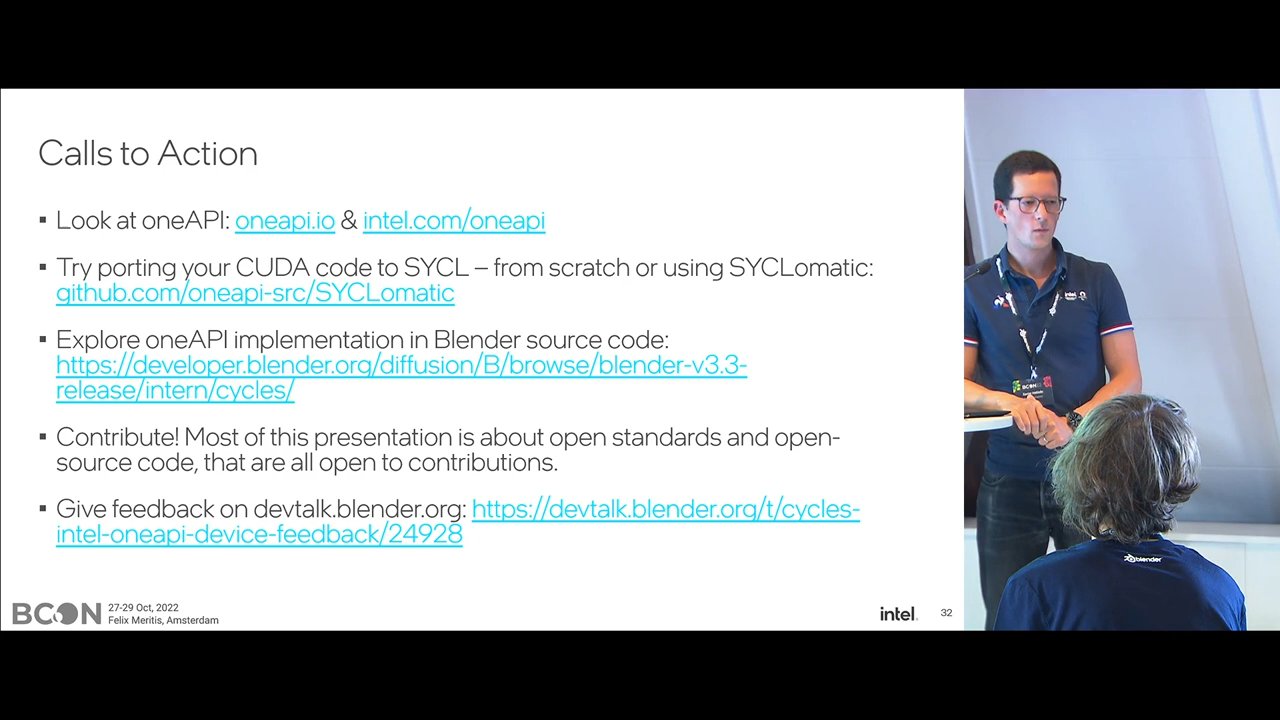 Calls to Action
▪ Look at oneAPI: oneapi.io & intel.com/oneapi
▪ Try porting your CUDA code to SYCL – from scratch or using SYCLomatic:
github.com/oneapi-src/SYCLomatic
▪ Explore oneAPI implementation in Blender source code:
https://developer.blender.org/diffusion/B/browse/blender-v3.3-
release/intern/cycles/
▪ Contribute! Most of this presentation is about open standards and open-
source code, that are all open to contributions.
▪ Give feedback on devtalk.blender.org: https://devtalk.blender.org/t/cycles-
intel-oneapi-device-feedback/24928
BCON
27-29 Oct, 2022
Felix Meritis, Amsterdam
intel.
32
intel
BCON
blender